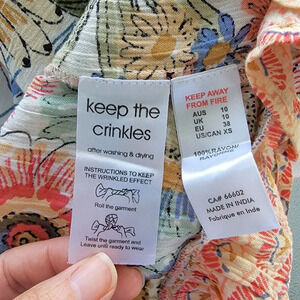 keep the
crinkles
after washing & drying
INSTRUCTIONS TO KEEP
THE WRINKLED EFFECT
Roll the garment
Twist the garment and
Leave until ready to wear
KEEP AWAY
FROM FIRE
AUS 10
UK 10
EU 38
US/CAN XS
100% RAYON/
RAYONNE
CA# 66602
MADE IN INDIA
Fabriqué en Inde